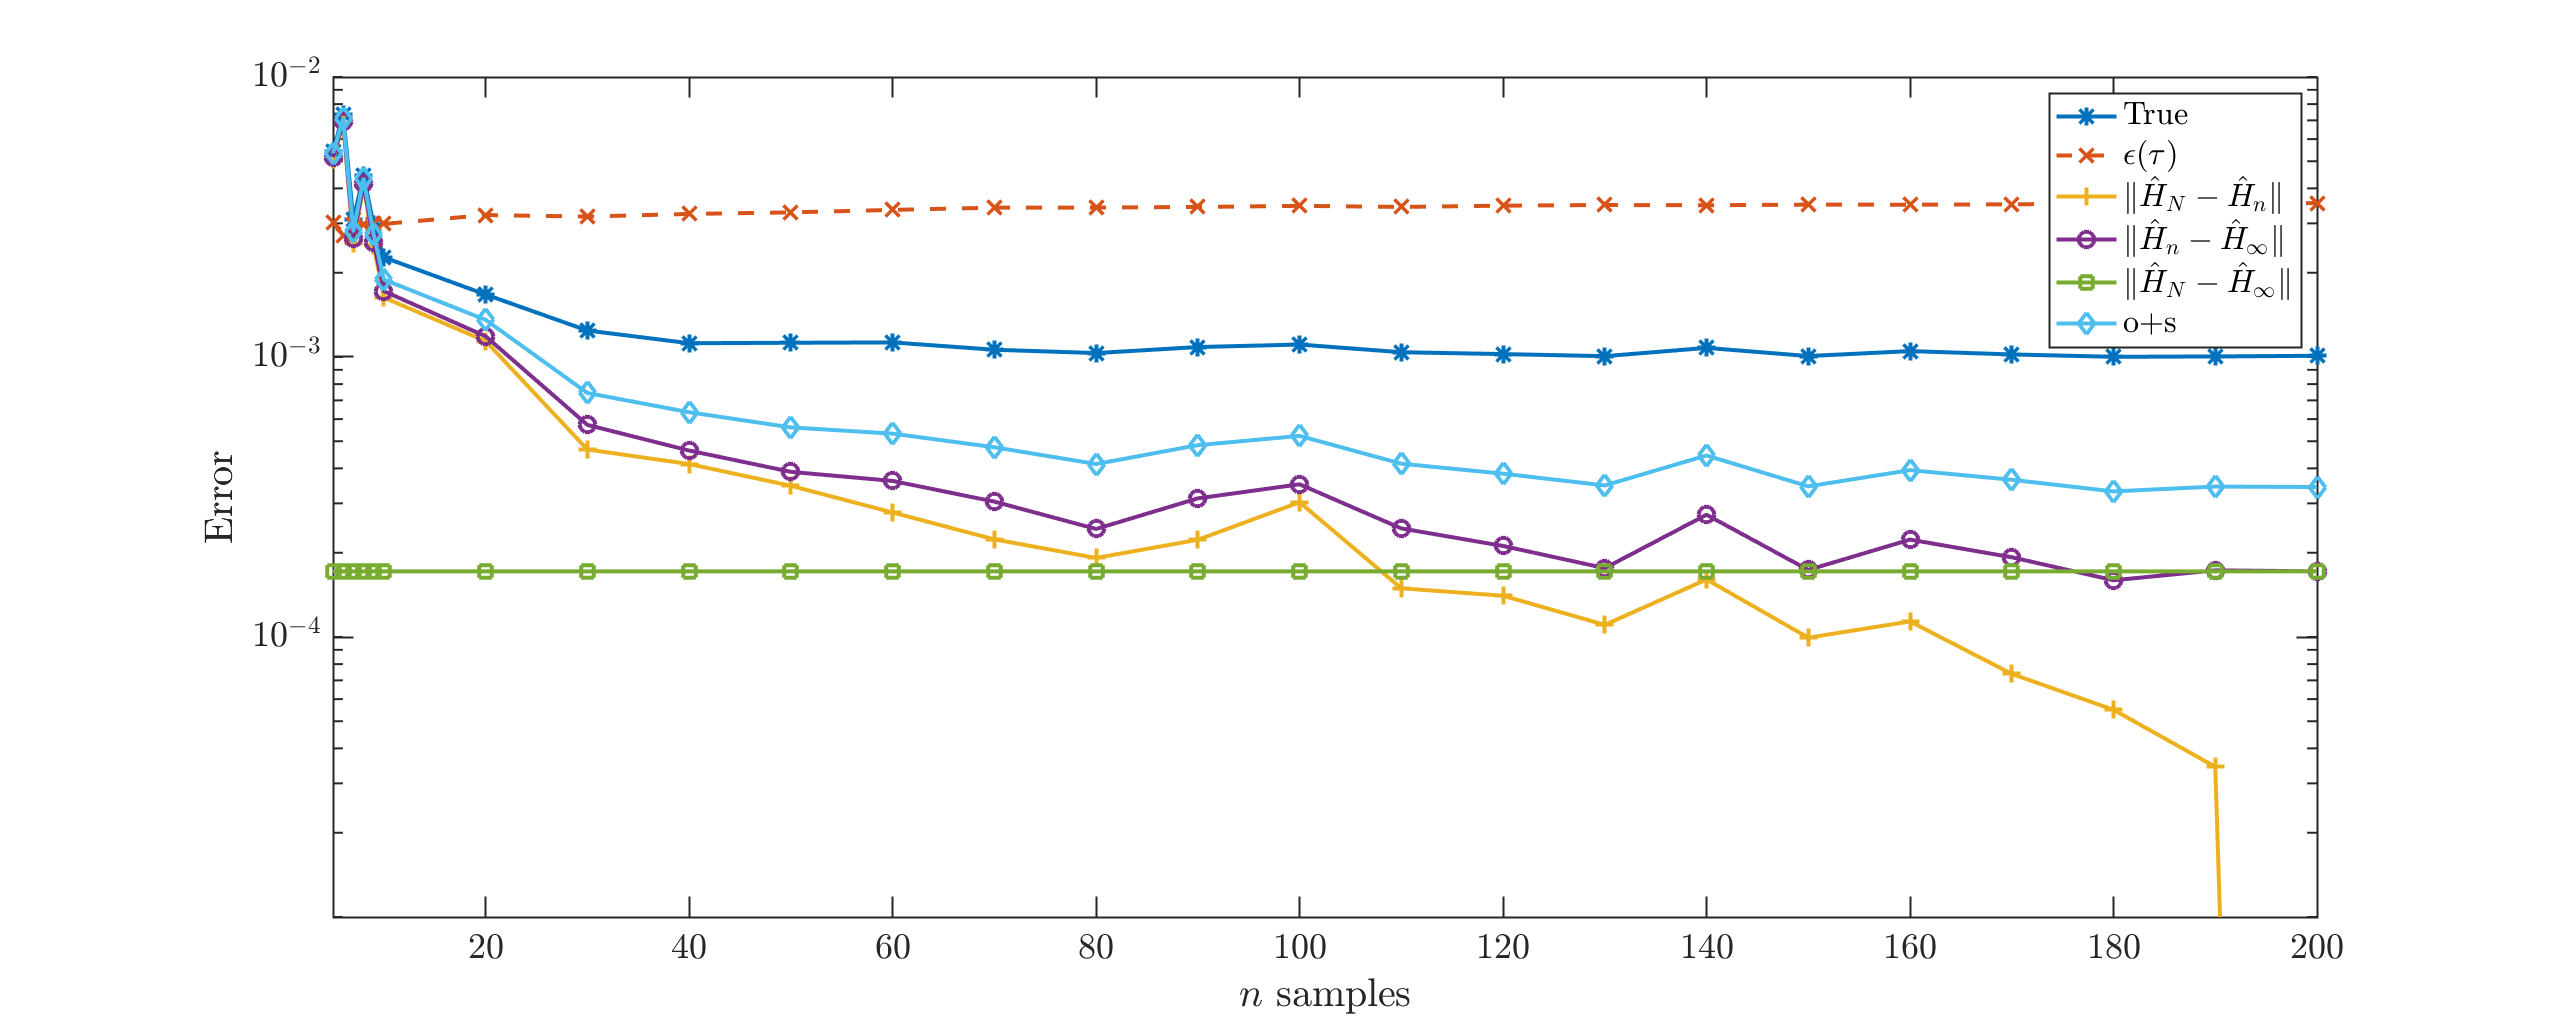 10⁻²
10⁻³
10⁻⁴
Error
True
ϵ(τ)
‖Ĥ_N − Ĥ_n‖
‖Ĥ_n − Ĥ_∞‖
‖Ĥ_N − Ĥ_∞‖
o+s
20 40 60 80 100 120 140 160 180 200
n samples